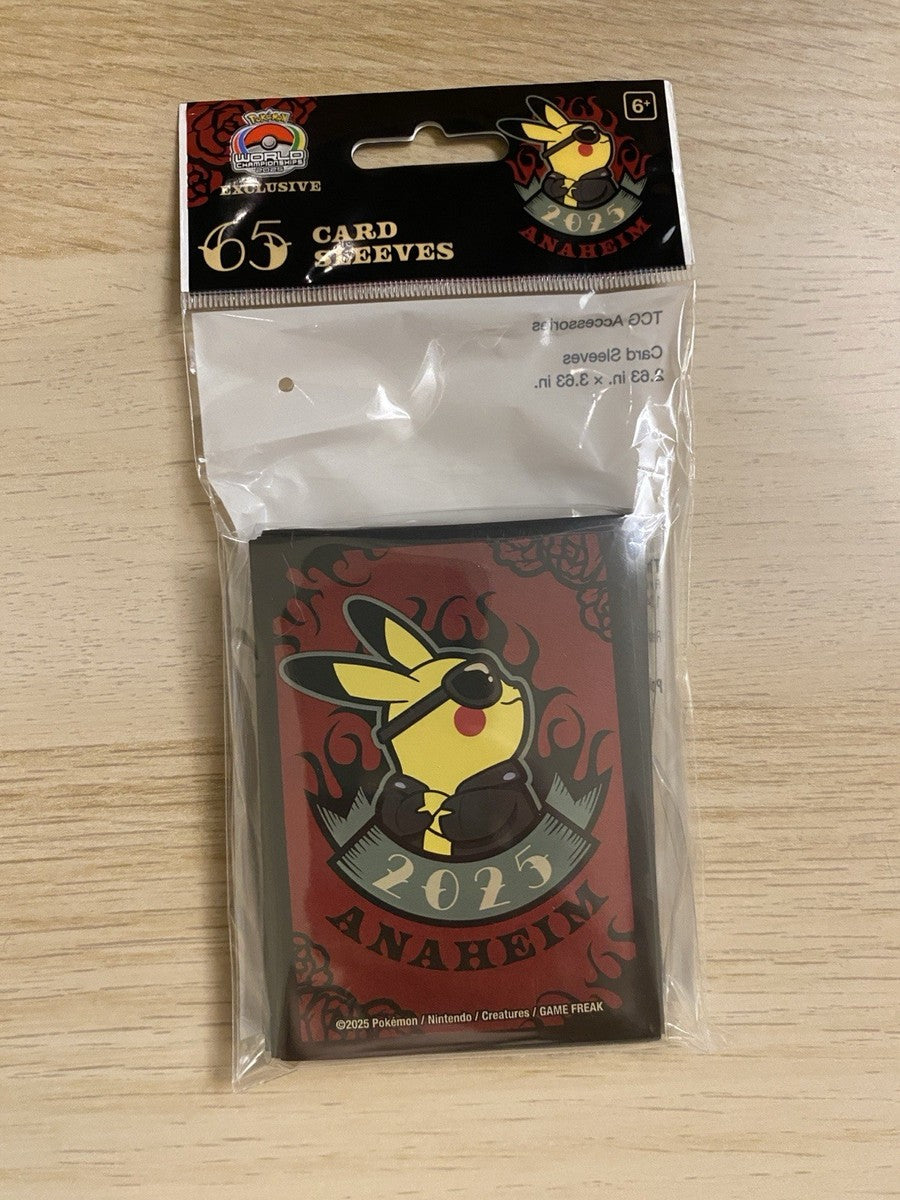 Pokémon
WORLD
CHAMPIONSHIPS
2025
EXCLUSIVE
6+
65 CARD
SLEEVES
2025
ANAHEIM
TCG Accessories
Card Sleeves
2.63 in. × 3.63 in.
2025
ANAHEIM
©2025 Pokémon / Nintendo / Creatures / GAME FREAK